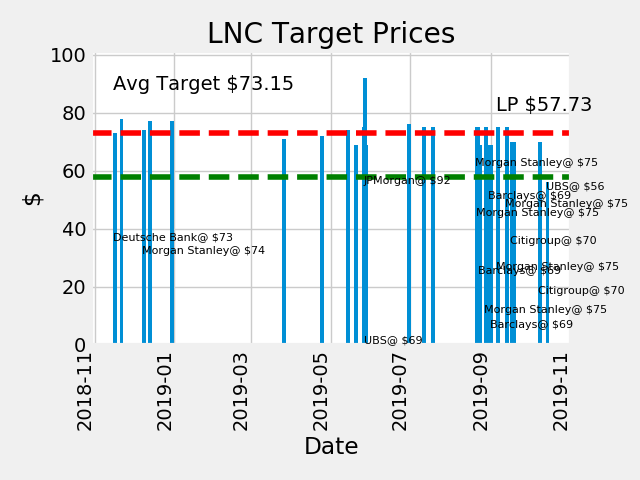 LNC Target Prices
100
Avg Target $73.15
LP $57.73
80
Morgan Stanley@ $75
60
JPMorgan@ $92
UBS@ $56
Barclays@ $69
Morgan Stanley@ $75
Morgan Stanley@ $75
$
40
Deutsche Bank@ $73
Citigroup@ $70
Morgan Stanley@ $74
Morgan Stanley@ $75
Barclays@ $69
20
Citigroup@ $70
Morgan Stanley@ $75
Barclays@ $69
UBS@ $69
0
2018-11
2019-01
2019-03
2019-05
2019-07
2019-09
2019-11
Date